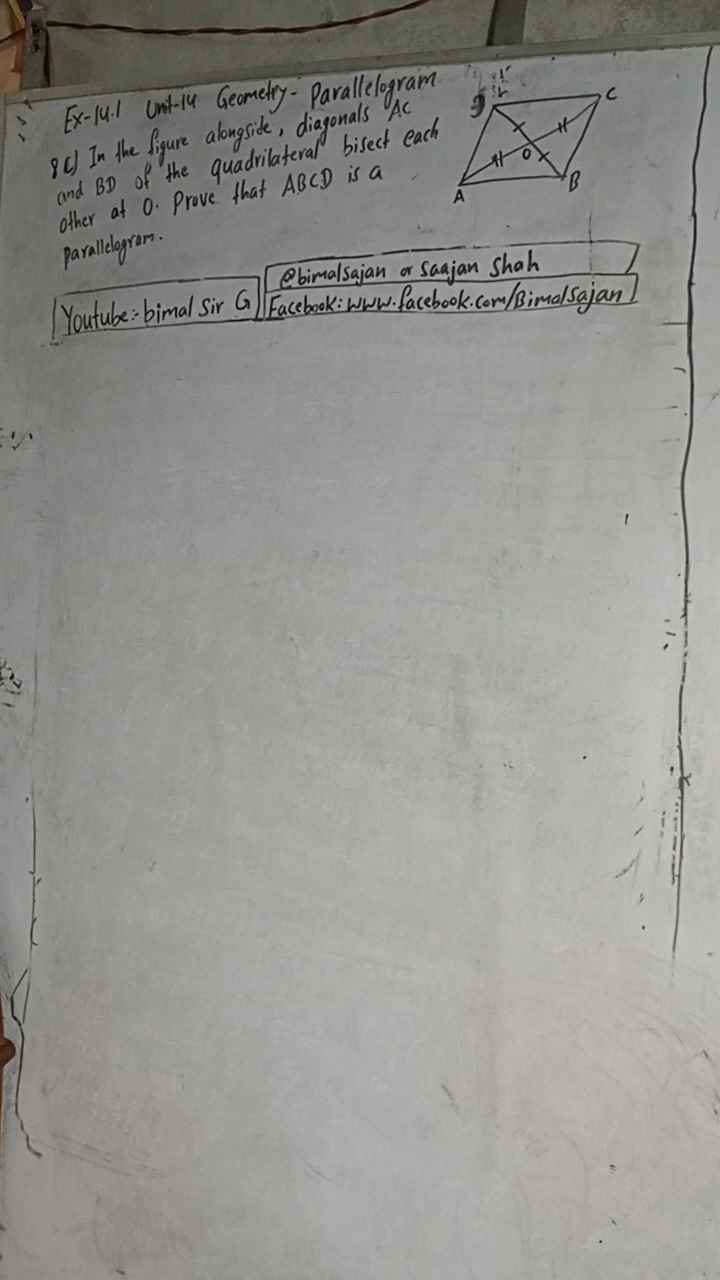 Ex-14.1 Unit-14 Geometry- Parallelogram
8 c) In the figure alongside, diagonals AC
and BD of the quadrilateral bisect each
other at O. Prove that ABCD is a
parallelogram.
D C
O
A B
@bimalsajan or Saajan Shah
Youtube:- bimal Sir G
Facebook: www.facebook.com/Bimalsajan